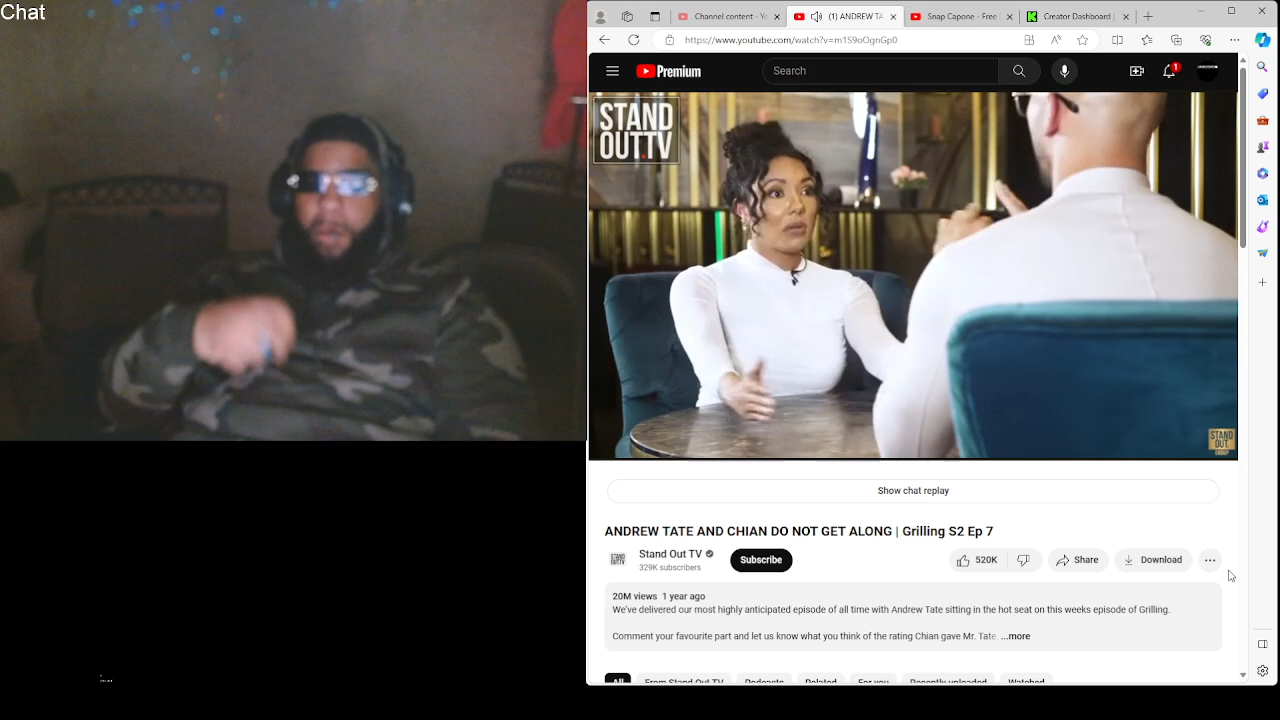 Chat
Channel content - Yo
(1) ANDREW TA
Snap Capone - Free
Creator Dashboard
https://www.youtube.com/watch?v=m1S9oOgnGp0
Premium
Search
1
STAND
OUTTV
STAND
OUT.
GROUP
Show chat replay
ANDREW TATE AND CHIAN DO NOT GET ALONG | Grilling S2 Ep 7
Stand Out TV
329K subscribers
Subscribe
520K
Share
Download
20M views 1 year ago
We've delivered our most highly anticipated episode of all time with Andrew Tate sitting in the hot seat on this weeks episode of Grilling.
Comment your favourite part and let us know what you think of the rating Chian gave Mr. Tate ...more
All From Stand Out TV Podcasts Related For you Recently uploaded Watched